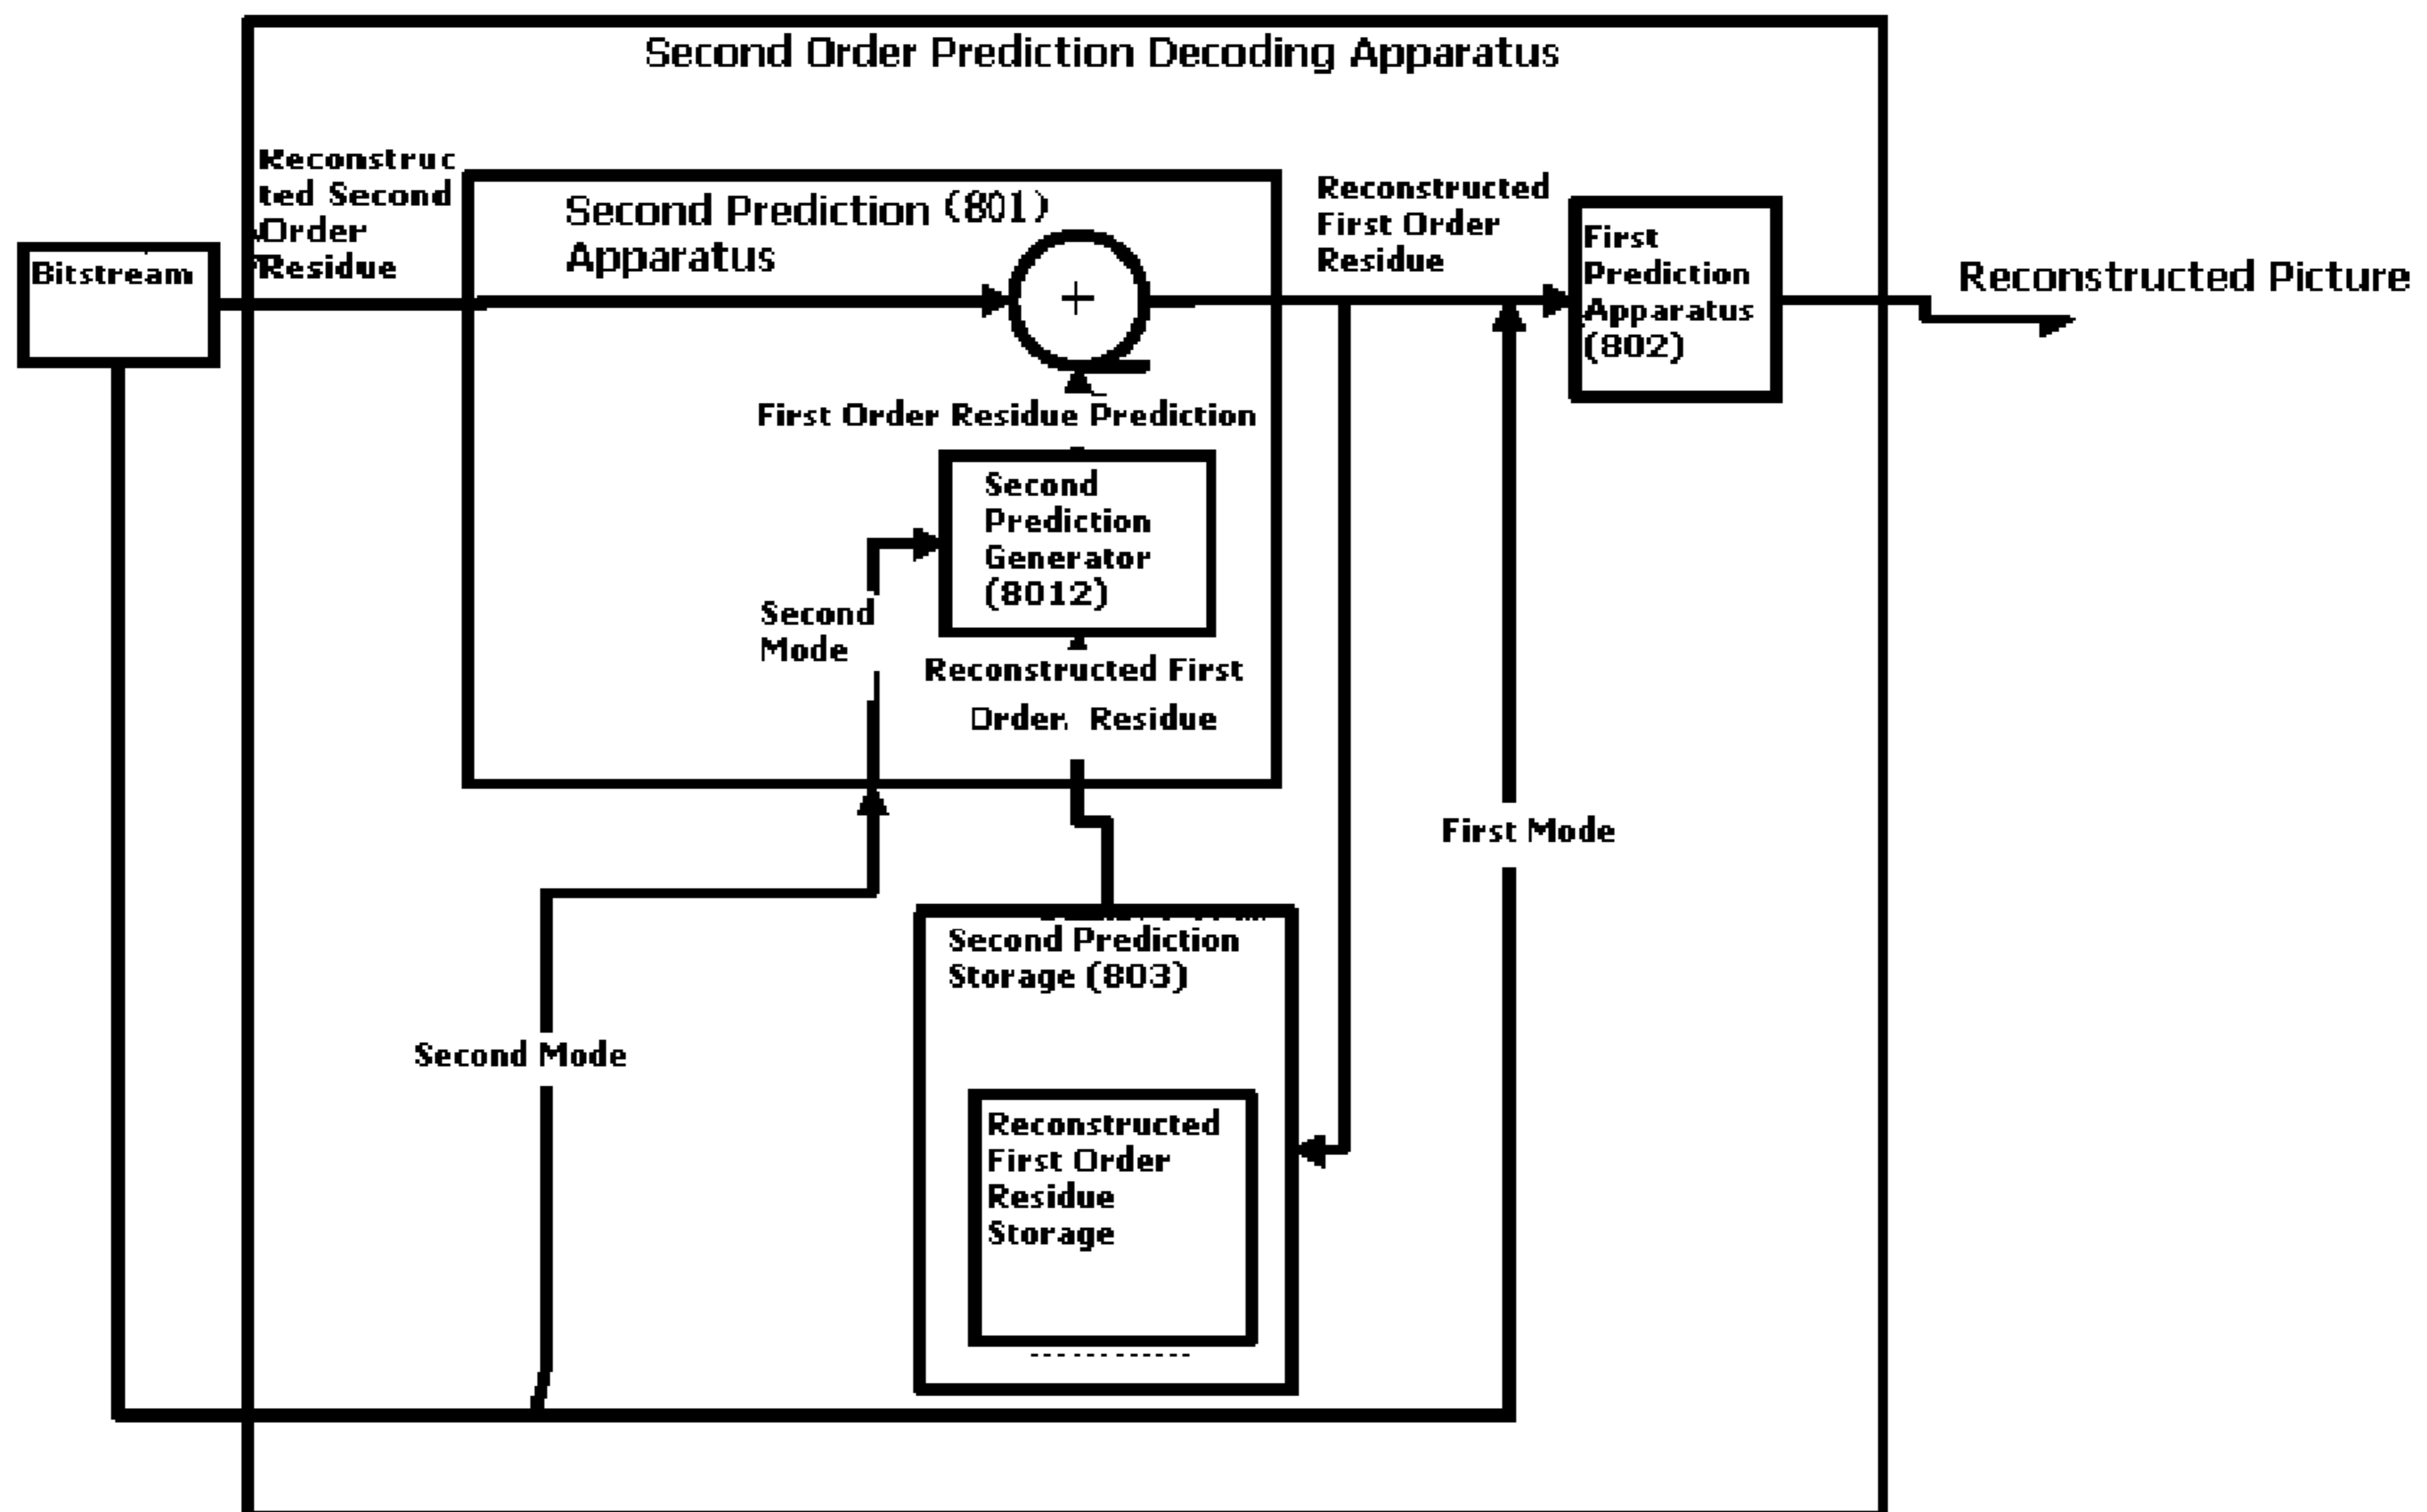 Second Order Prediction Decoding Apparatus
Reconstruc
ted Second
Order
Residue
Bitstream
Second Prediction (801)
Apparatus
+
Reconstructed
First Order
Residue
First
Prediction
Apparatus
(802)
Reconstructed Picture
First Order Residue Prediction
Second
Prediction
Generator
(8012)
Second
Mode
Reconstructed First
Order Residue
First Mode
Second Prediction
Storage (803)
Second Mode
Reconstructed
First Order
Residue
Storage